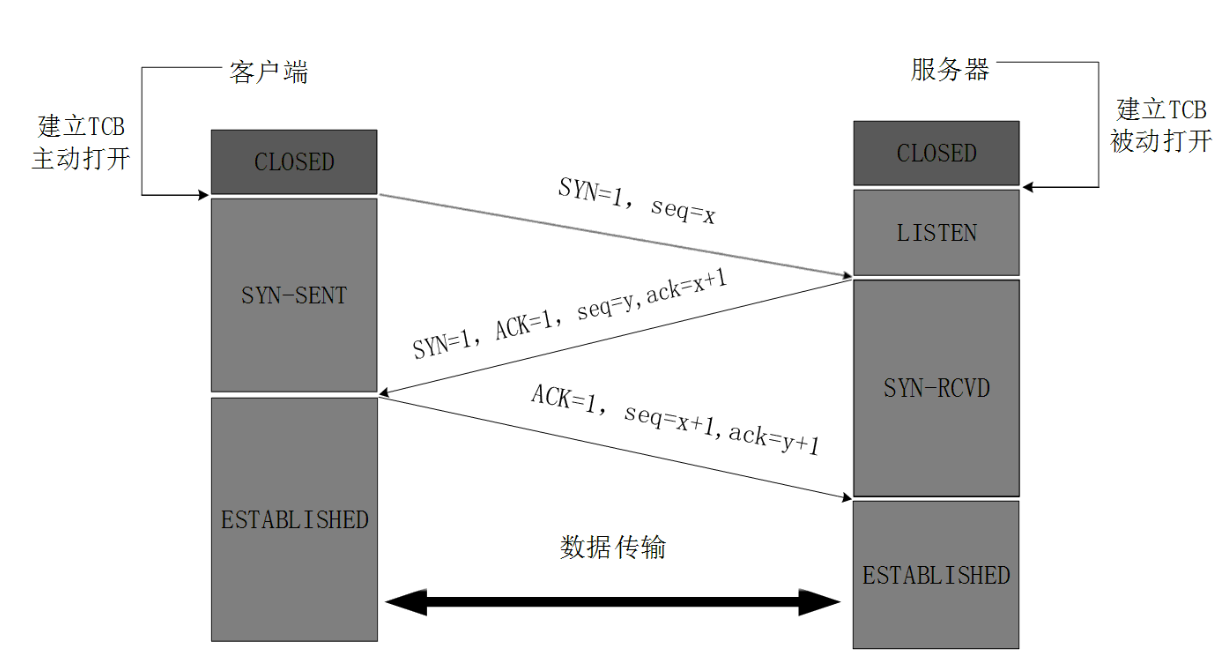 客户端
服务器
建立TCB
主动打开
建立TCB
被动打开
CLOSED
CLOSED
SYN=1, seq=x
LISTEN
SYN-SENT
SYN=1, ACK=1, seq=y,ack=x+1
SYN-RCVD
ACK=1, seq=x+1,ack=y+1
ESTABLISHED
数据传输
ESTABLISHED